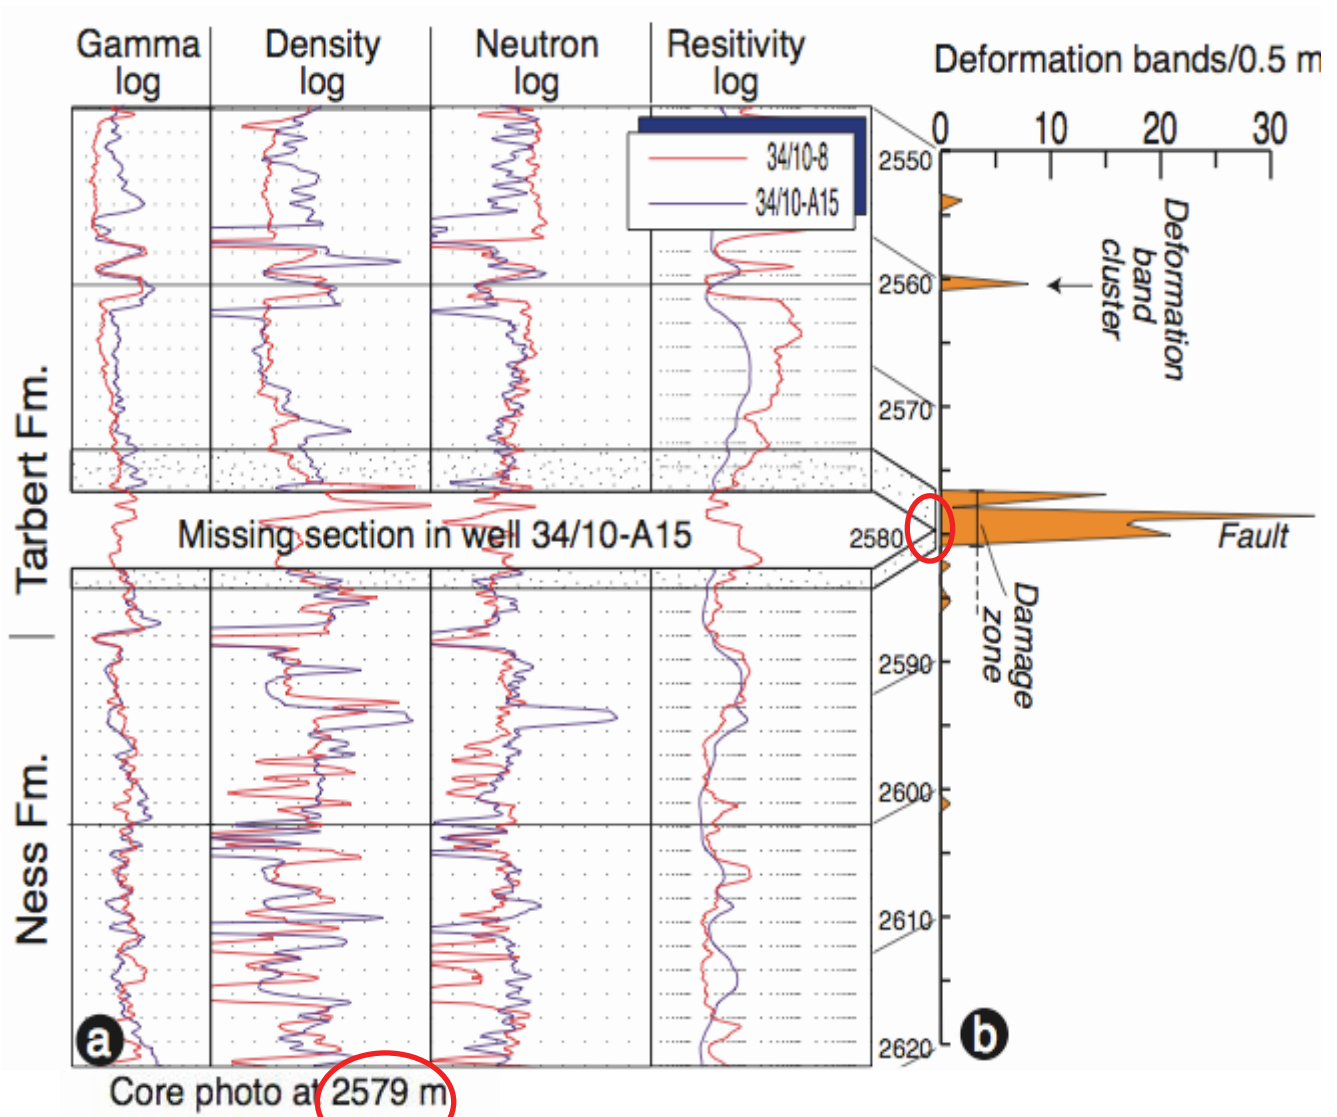 Gamma log
Density log
Neutron log
Resitivity log
Deformation bands/0.5 m
0 10 20 30
34/10-8
34/10-A15
2550
2560
2570
2580
2590
2600
2610
2620
Deformation band cluster
Missing section in well 34/10-A15
Fault
Damage zone
Tarbert Fm.
Ness Fm.
a
b
Core photo at 2579 m